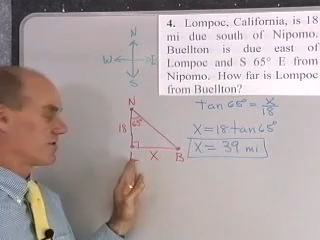 4. Lompoc, California, is 18
mi due south of Nipomo.
Buellton is due east of
Lompoc and S 65° E from
Nipomo. How far is Lompoc
from Buellton?
N
W E
S
N
65°
18
L X B
tan 65° = X/18
X = 18 tan 65°
X ≈ 39 mi